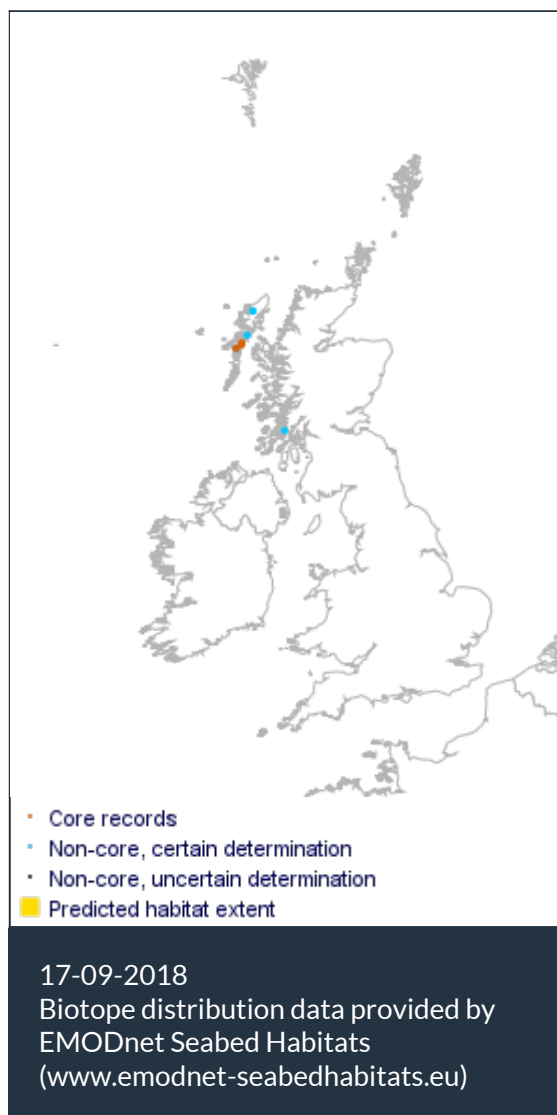 Core records
Non-core, certain determination
Non-core, uncertain determination
Predicted habitat extent
17-09-2018
Biotope distribution data provided by
EMODnet Seabed Habitats
(www.emodnet-seabedhabitats.eu)